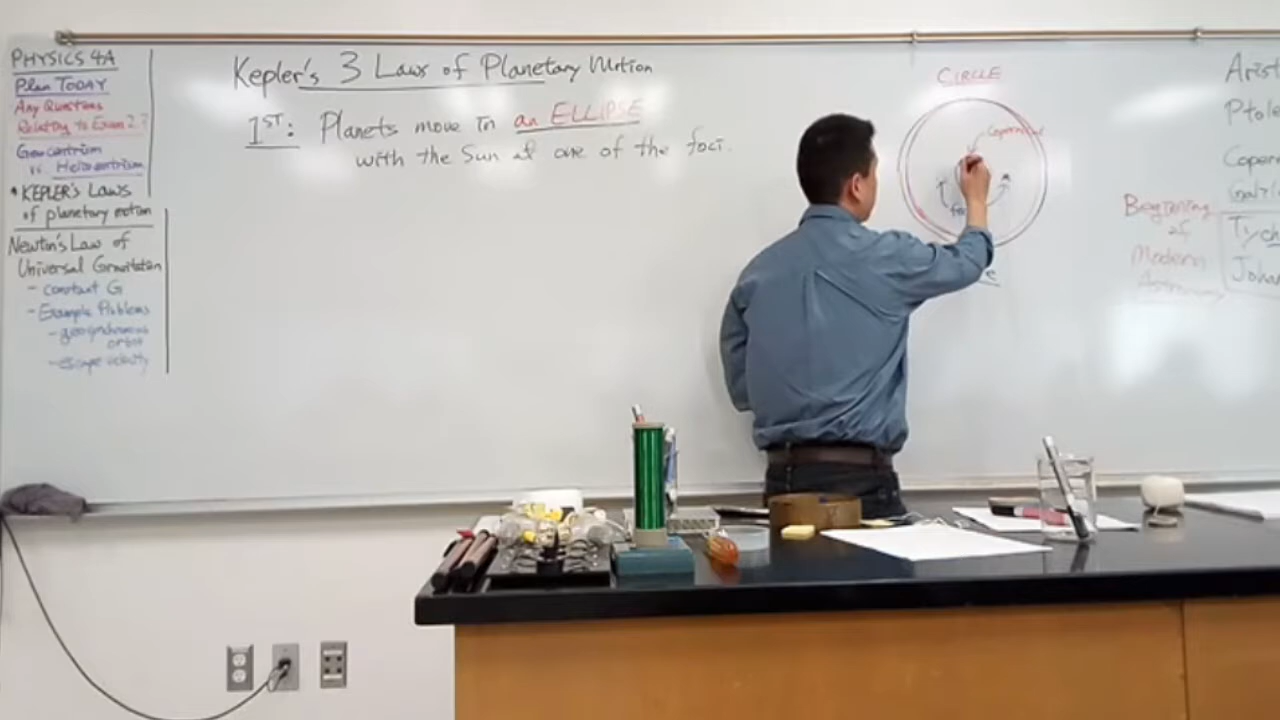 PHYSICS 4A
Plan TODAY
Any Questions
Relating to Exam 2??
Geocentrism
vs Heliocentrism
• KEPLER's LAWS
of planetary motion
Newton's Law of
Universal Gravitation
- constant G
- Example Problems
- geosynchronous
orbit
- escape velocity
Kepler's 3 Laws of Planetary Motion
1ST: Planets move in an ELLIPSE
with the Sun at one of the foci.
CIRCLE
Arist
Ptole
Coper
Galil
Beginning
of
Modern
Astronomy
Tych
Joha